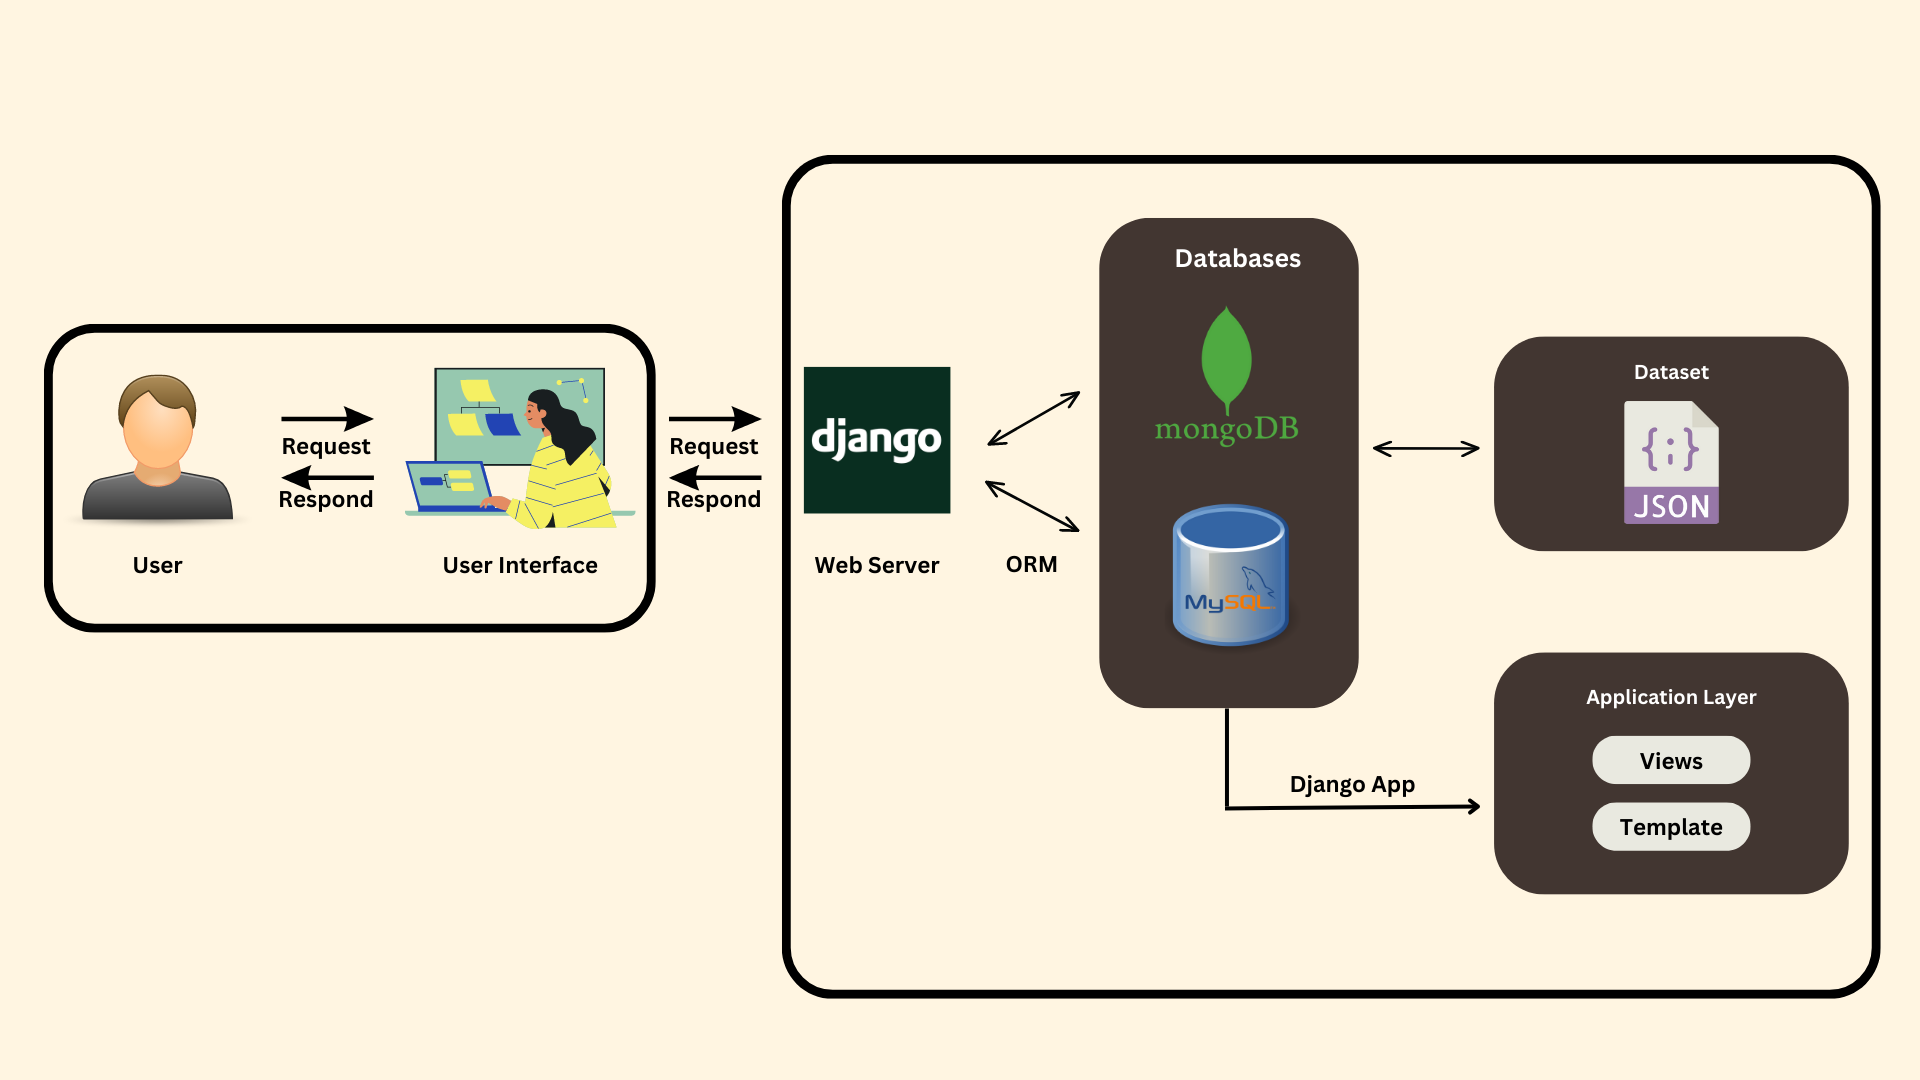 Request
Respond
User
User Interface
Request
Respond
django
Web Server
ORM
Databases
mongoDB
MySQL
Dataset
{;}
JSON
Django App
Application Layer
Views
Template